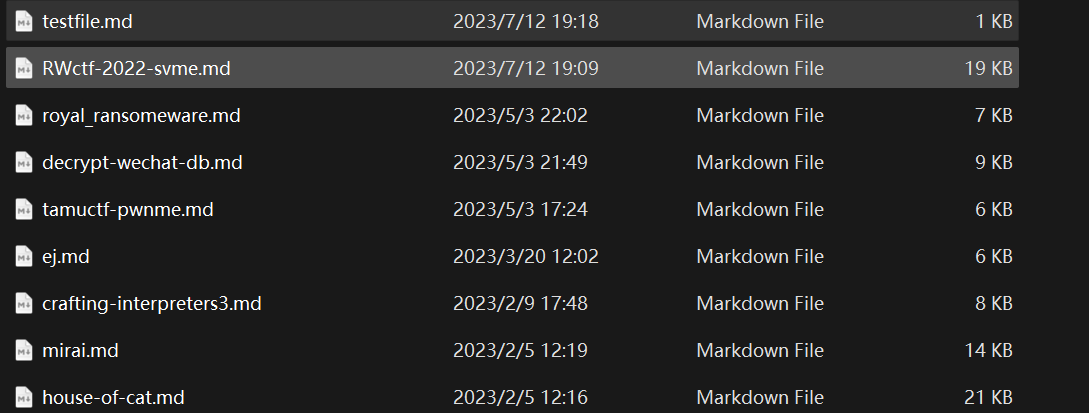 testfile.md 2023/7/12 19:18 Markdown File 1 KB
RWctf-2022-svme.md 2023/7/12 19:09 Markdown File 19 KB
royal_ransomeware.md 2023/5/3 22:02 Markdown File 7 KB
decrypt-wechat-db.md 2023/5/3 21:49 Markdown File 9 KB
tamuctf-pwnme.md 2023/5/3 17:24 Markdown File 6 KB
ej.md 2023/3/20 12:02 Markdown File 6 KB
crafting-interpreters3.md 2023/2/9 17:48 Markdown File 8 KB
mirai.md 2023/2/5 12:19 Markdown File 14 KB
house-of-cat.md 2023/2/5 12:16 Markdown File 21 KB